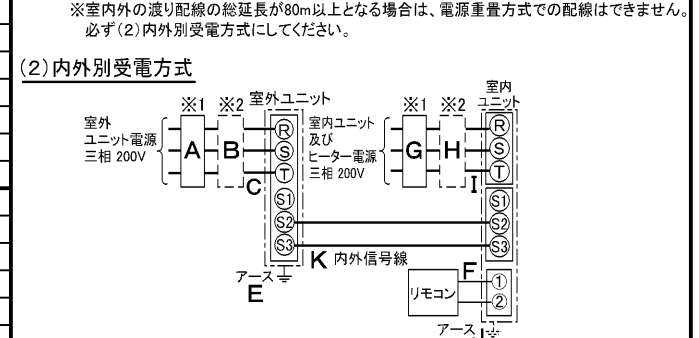 ※室内外の渡り配線の総延長が80m以上となる場合は、電源重畳方式での配線はできません。
必ず(2)内外別受電方式にしてください。
(2)内外別受電方式
※1 ※2 室外ユニット
室外
ユニット電源
三相 200V
A
B
C
R
S
T
S1
S2
S3
アース
E
K 内外信号線
※1 ※2
室内
ユニット
室内ユニット
及び
ヒーター電源
三相 200V
G
H
I
R
S
T
S1
S2
S3
F
リモコン
①
②
アース